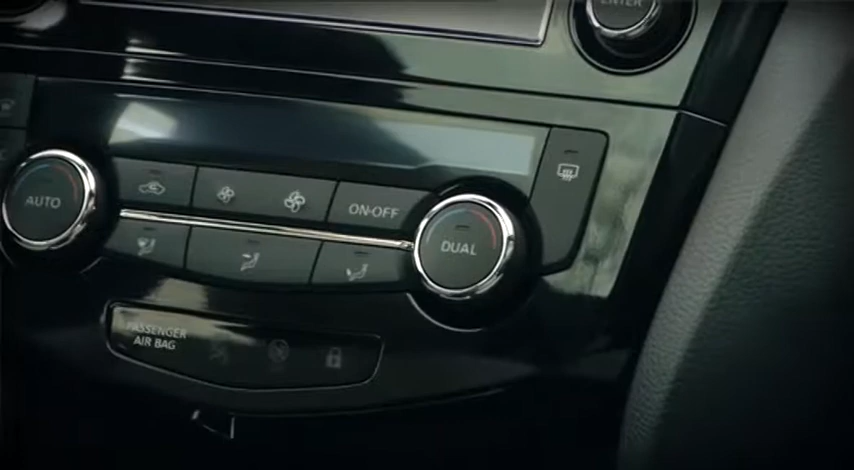 ENTER
AUTO
ON·OFF
DUAL
PASSENGER
AIR BAG